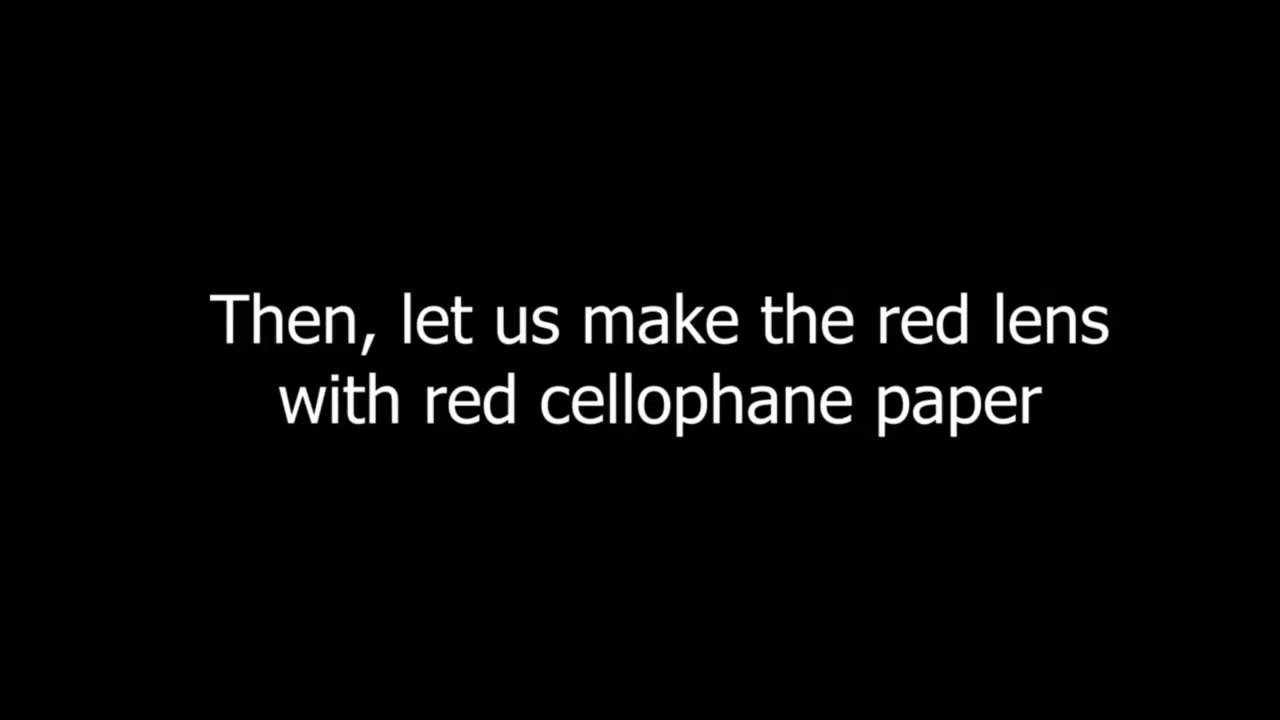 Then, let us make the red lens
with red cellophane paper